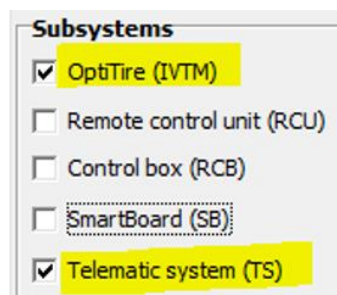 Subsystems
OptiTire (IVTM)
Remote control unit (RCU)
Control box (RCB)
SmartBoard (SB)
Telematic system (TS)